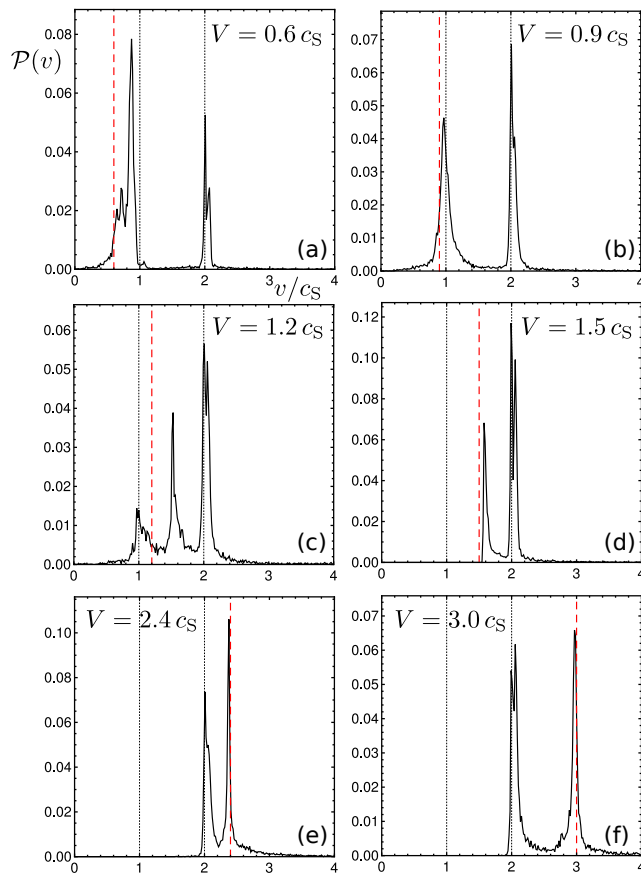 0.08
0.06
0.04
0.02
0.00
𝒫(v)
V = 0.6 c_S
(a)
0 1 2 3 4
v/c_S
0.07
0.06
0.05
0.04
0.03
0.02
0.01
0.00
V = 0.9 c_S
(b)
0 1 2 3 4
0.06
0.05
0.04
0.03
0.02
0.01
0.00
V = 1.2 c_S
(c)
0 1 2 3 4
0.12
0.10
0.08
0.06
0.04
0.02
0.00
V = 1.5 c_S
(d)
0 1 2 3 4
0.10
0.08
0.06
0.04
0.02
0.00
V = 2.4 c_S
(e)
0 1 2 3 4
0.07
0.06
0.05
0.04
0.03
0.02
0.01
0.00
V = 3.0 c_S
(f)
0 1 2 3 4